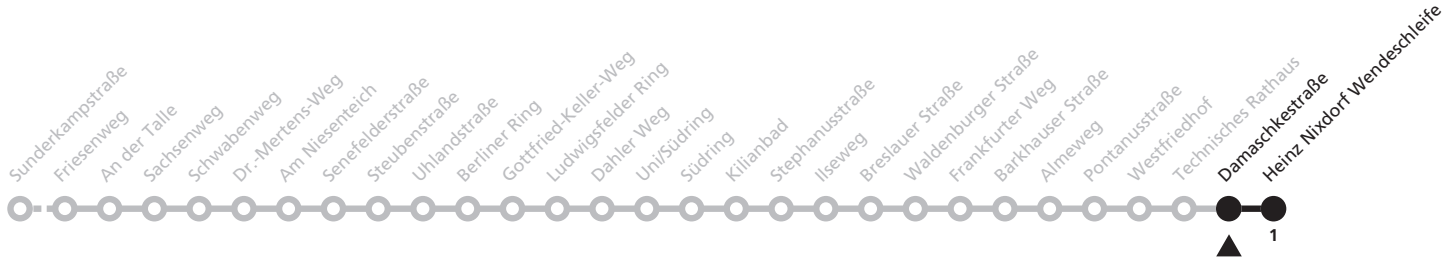 Sunderkampstraße
Friesenweg
An der Talle
Sachsenweg
Schwabenweg
Dr.-Mertens-Weg
Am Niesenteich
Senefelderstraße
Steubenstraße
Uhlandstraße
Berliner Ring
Gottfried-Keller-Weg
Ludwigsfelder Ring
Dahler Weg
Uni/Südring
Südring
Kilianbad
Stephanusstraße
Ilseweg
Breslauer Straße
Waldenburger Straße
Frankfurter Weg
Barkhauser Straße
Almeweg
Pontanusstraße
Westfriedhof
Technisches Rathaus
Damaschkestraße
Heinz Nixdorf Wendeschleife
1